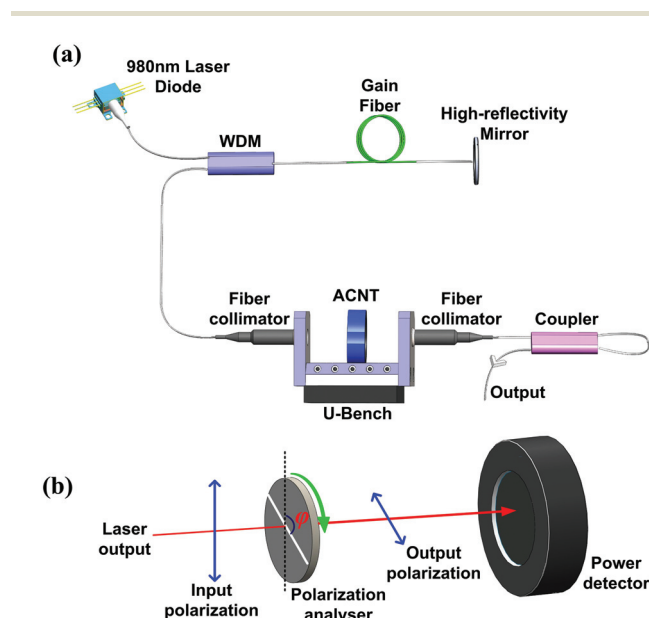 (a)
980nm Laser
Diode
WDM
Gain
Fiber
High-reflectivity
Mirror
Fiber
collimator
ACNT
Fiber
collimator
Coupler
U-Bench
Output
(b)
Laser
output
φ
Input
polarization
Polarization
analyser
Output
polarization
Power
detector